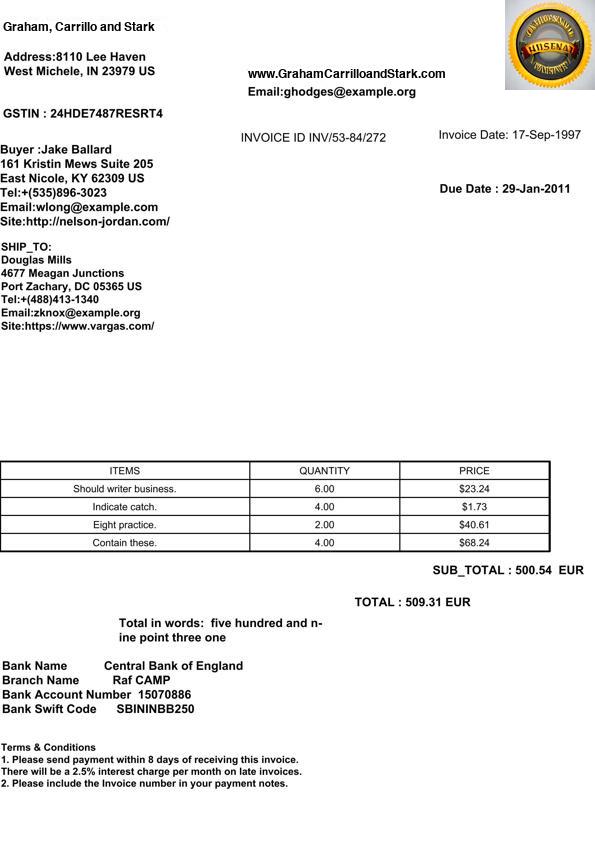 Graham, Carrillo and Stark
Address:8110 Lee Haven
West Michele, IN 23979 US
www.GrahamCarrilloandStark.com
Email:ghodges@example.org
GSTIN : 24HDE7487RESRT4
INVOICE ID INV/53-84/272
Invoice Date: 17-Sep-1997
Buyer :Jake Ballard
161 Kristin Mews Suite 205
East Nicole, KY 62309 US
Tel:+(535)896-3023
Email:wlong@example.com
Site:http://nelson-jordan.com/
Due Date : 29-Jan-2011
SHIP_TO:
Douglas Mills
4677 Meagan Junctions
Port Zachary, DC 05365 US
Tel:+(488)413-1340
Email:zknox@example.org
Site:https://www.vargas.com/
ITEMS QUANTITY PRICE
Should writer business. 6.00 $23.24
Indicate catch. 4.00 $1.73
Eight practice. 2.00 $40.61
Contain these. 4.00 $68.24
SUB_TOTAL : 500.54 EUR
TOTAL : 509.31 EUR
Total in words: five hundred and n-
ine point three one
Bank Name Central Bank of England
Branch Name Raf CAMP
Bank Account Number 15070886
Bank Swift Code SBININBB250
Terms & Conditions
1. Please send payment within 8 days of receiving this invoice.
There will be a 2.5% interest charge per month on late invoices.
2. Please include the Invoice number in your payment notes.